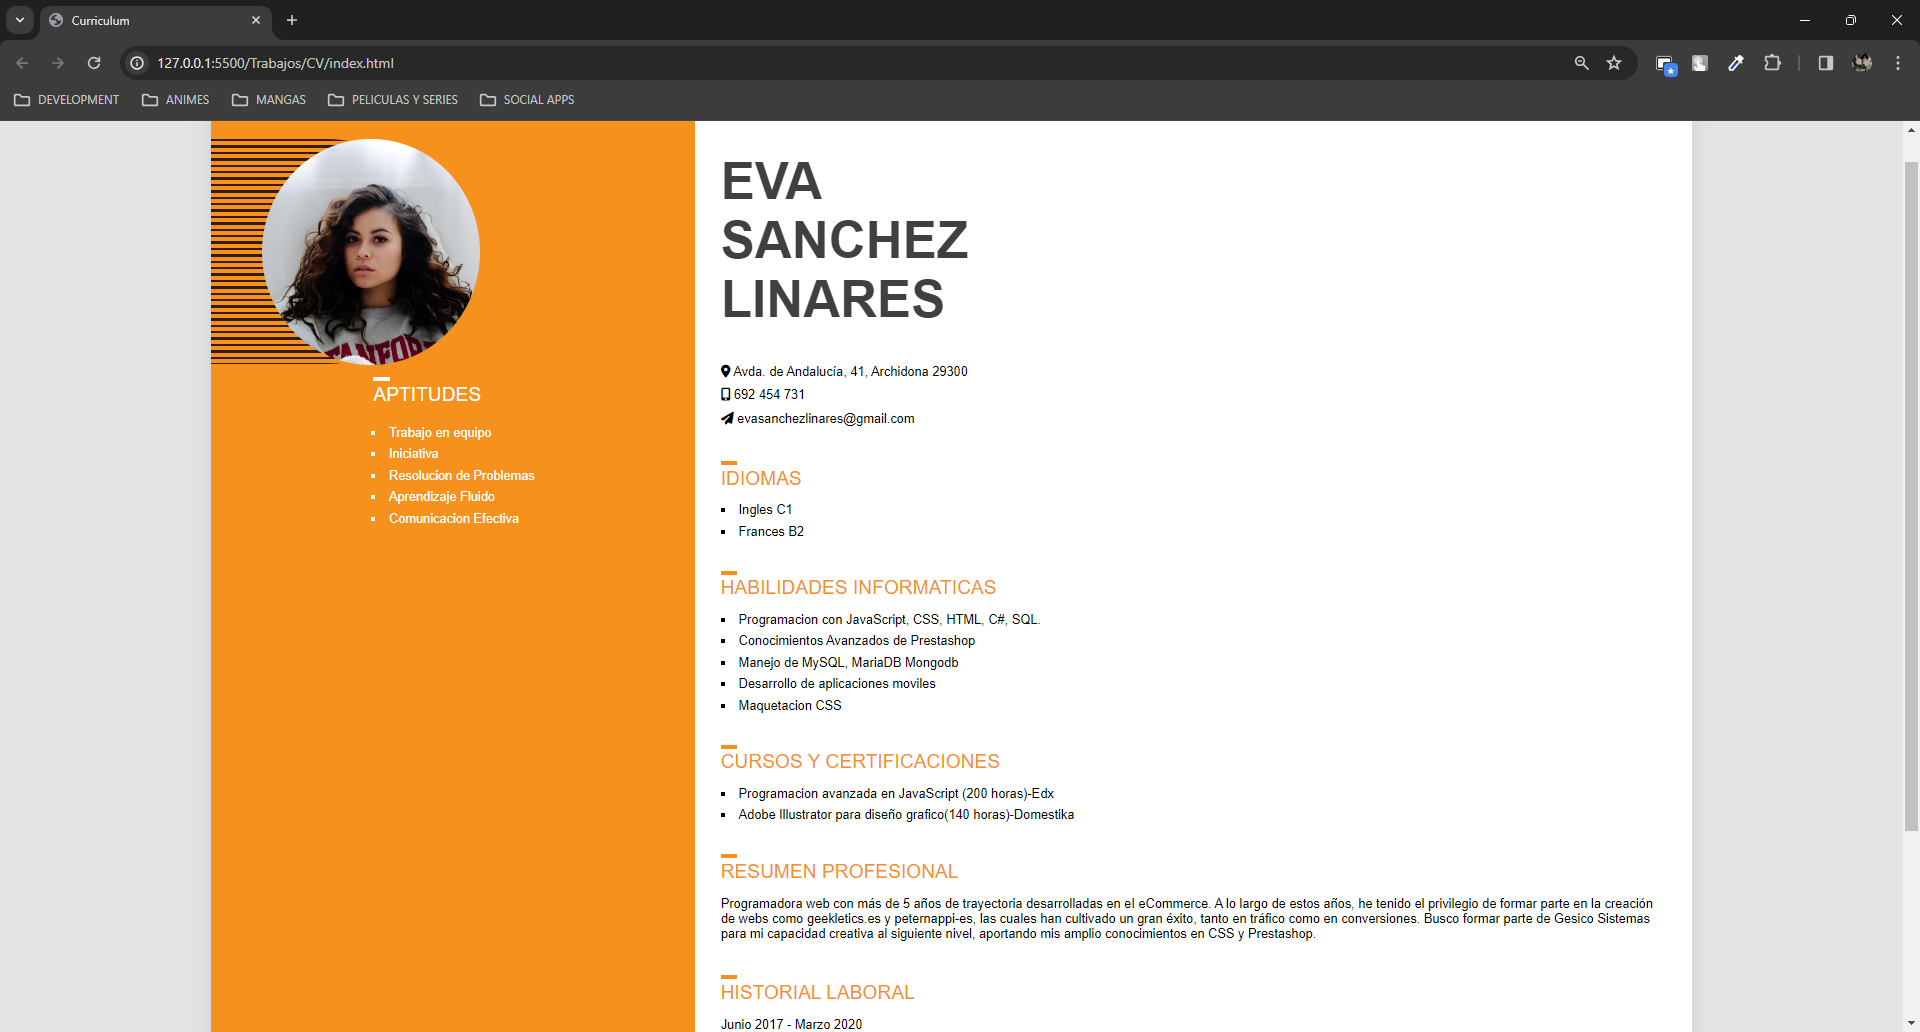 Curriculum
127.0.0.1:5500/Trabajos/CV/index.html
DEVELOPMENT
ANIMES
MANGAS
PELICULAS Y SERIES
SOCIAL APPS
APTITUDES
Trabajo en equipo
Iniciativa
Resolucion de Problemas
Aprendizaje Fluido
Comunicacion Efectiva
EVA
SANCHEZ
LINARES
Avda. de Andalucía, 41, Archidona 29300
692 454 731
evasanchezlinares@gmail.com
IDIOMAS
Ingles C1
Frances B2
HABILIDADES INFORMATICAS
Programacion con JavaScript, CSS, HTML, C#, SQL.
Conocimientos Avanzados de Prestashop
Manejo de MySQL, MariaDB Mongodb
Desarrollo de aplicaciones moviles
Maquetacion CSS
CURSOS Y CERTIFICACIONES
Programacion avanzada en JavaScript (200 horas)-Edx
Adobe Illustrator para diseño grafico(140 horas)-Domestika
RESUMEN PROFESIONAL
Programadora web con más de 5 años de trayectoria desarrolladas en el eCommerce. A lo largo de estos años, he tenido el privilegio de formar parte en la creación
de webs como geekletics.es y peternappi-es, las cuales han cultivado un gran éxito, tanto en tráfico como en conversiones. Busco formar parte de Gesico Sistemas
para mi capacidad creativa al siguiente nivel, aportando mis amplio conocimientos en CSS y Prestashop.
HISTORIAL LABORAL
Junio 2017 - Marzo 2020